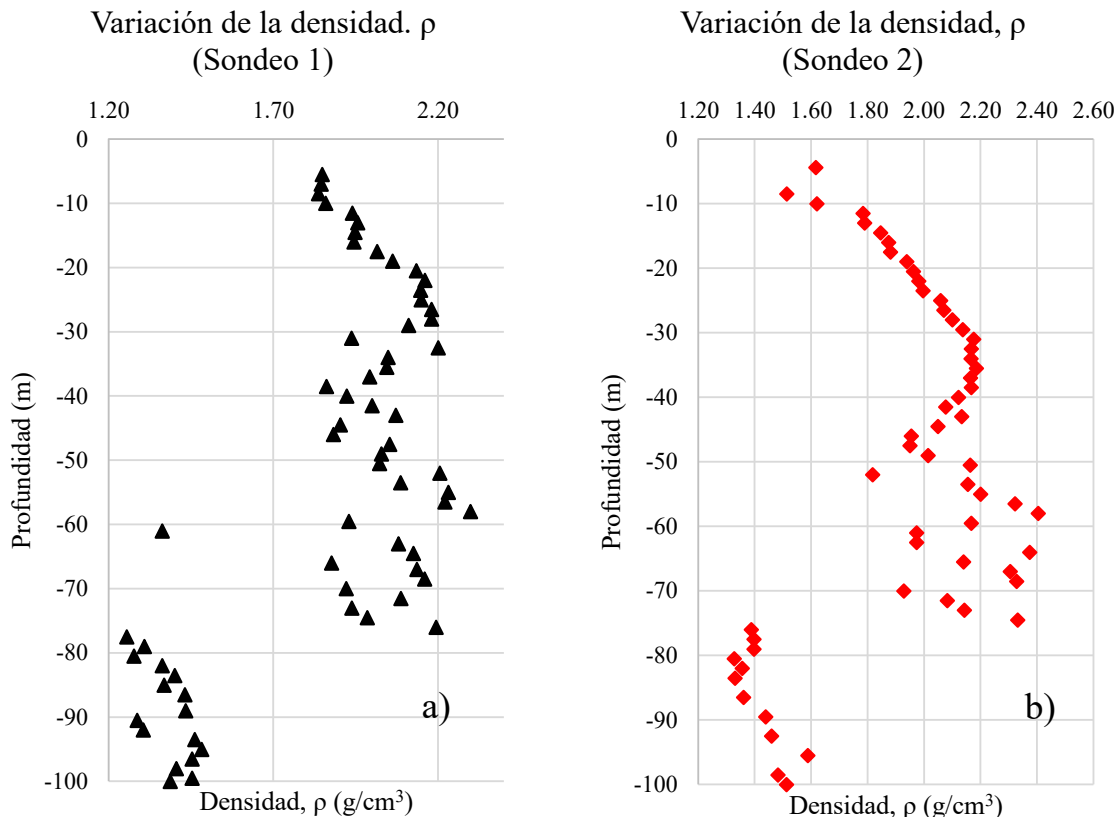 Variación de la densidad. ρ
(Sondeo 1)
1.20 1.70 2.20
0
-10
-20
-30
-40
-50
-60
-70
-80
-90
-100
Profundidad (m)
a)
Densidad, ρ (g/cm³)
Variación de la densidad, ρ
(Sondeo 2)
1.20 1.40 1.60 1.80 2.00 2.20 2.40 2.60
0
-10
-20
-30
-40
-50
-60
-70
-80
-90
-100
Profundidad (m)
b)
Densidad, ρ (g/cm³)